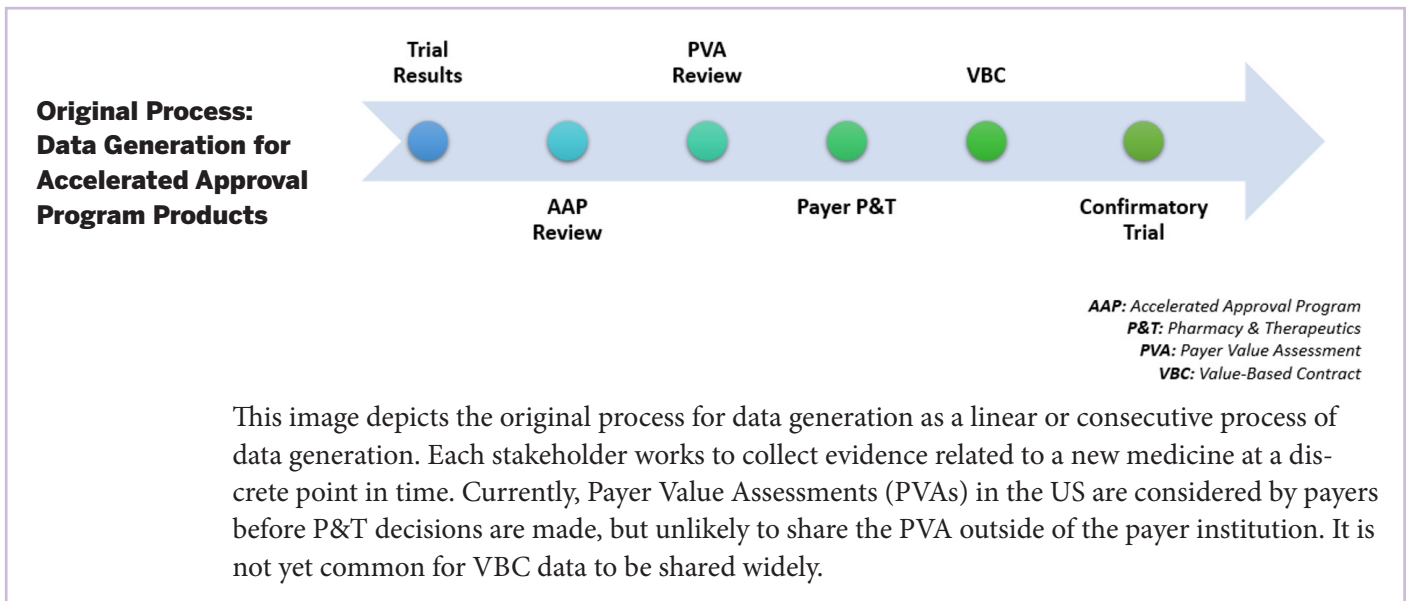 Original Process:
Data Generation for
Accelerated Approval
Program Products
Trial
Results
AAP
Review
PVA
Review
Payer P&T
VBC
Confirmatory
Trial
AAP: Accelerated Approval Program
P&T: Pharmacy & Therapeutics
PVA: Payer Value Assessment
VBC: Value-Based Contract
This image depicts the original process for data generation as a linear or consecutive process of
data generation. Each stakeholder works to collect evidence related to a new medicine at a dis-
crete point in time. Currently, Payer Value Assessments (PVAs) in the US are considered by payers
before P&T decisions are made, but unlikely to share the PVA outside of the payer institution. It is
not yet common for VBC data to be shared widely.